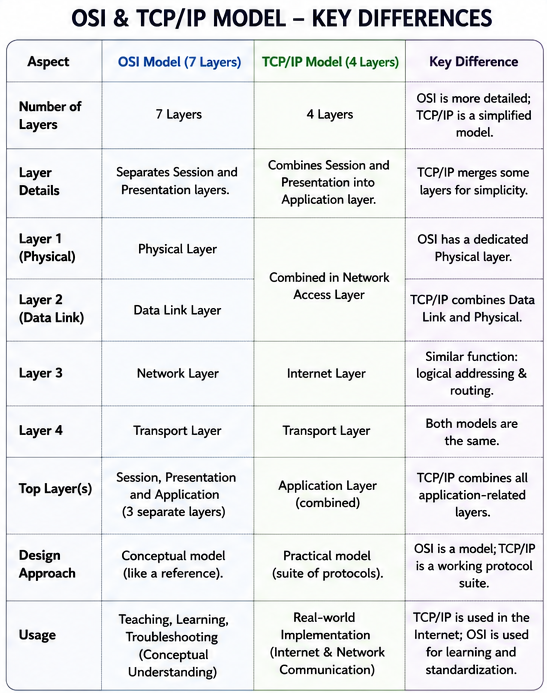 OSI & TCP/IP MODEL – KEY DIFFERENCES
Aspect
OSI Model (7 Layers)
TCP/IP Model (4 Layers)
Key Difference
Number of
Layers
7 Layers
4 Layers
OSI is more detailed;
TCP/IP is a simplified
model.
Layer
Details
Separates Session and
Presentation layers.
Combines Session and
Presentation into
Application layer.
TCP/IP merges some
layers for simplicity.
Layer 1
(Physical)
Physical Layer
Combined in Network
Access Layer
OSI has a dedicated
Physical layer.
Layer 2
(Data Link)
Data Link Layer
TCP/IP combines Data
Link and Physical.
Layer 3
Network Layer
Internet Layer
Similar function:
logical addressing &
routing.
Layer 4
Transport Layer
Transport Layer
Both models are
the same.
Top Layer(s)
Session, Presentation
and Application
(3 separate layers)
Application Layer
(combined)
TCP/IP combines all
application-related
layers.
Design
Approach
Conceptual model
(like a reference).
Practical model
(suite of protocols).
OSI is a model; TCP/IP
is a working protocol
suite.
Usage
Teaching, Learning,
Troubleshooting
(Conceptual
Understanding)
Real-world
Implementation
(Internet & Network
Communication)
TCP/IP is used in the
Internet; OSI is used
for learning and
standardization.